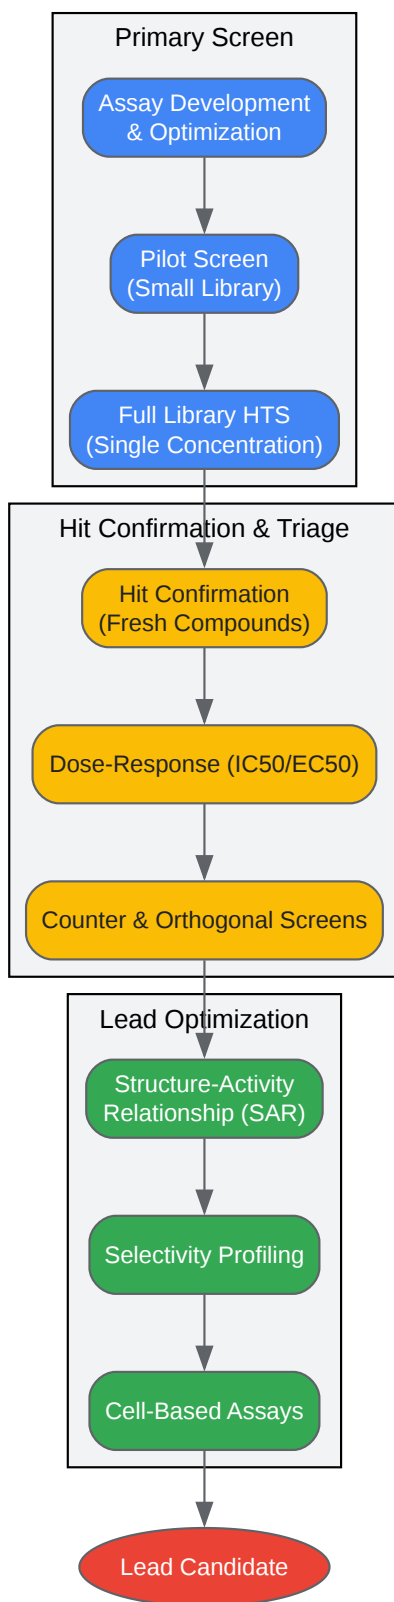 Primary Screen
Assay Development
& Optimization
Pilot Screen
(Small Library)
Full Library HTS
(Single Concentration)
Hit Confirmation & Triage
Hit Confirmation
(Fresh Compounds)
Dose-Response (IC50/EC50)
Counter & Orthogonal Screens
Lead Optimization
Structure-Activity
Relationship (SAR)
Selectivity Profiling
Cell-Based Assays
Lead Candidate